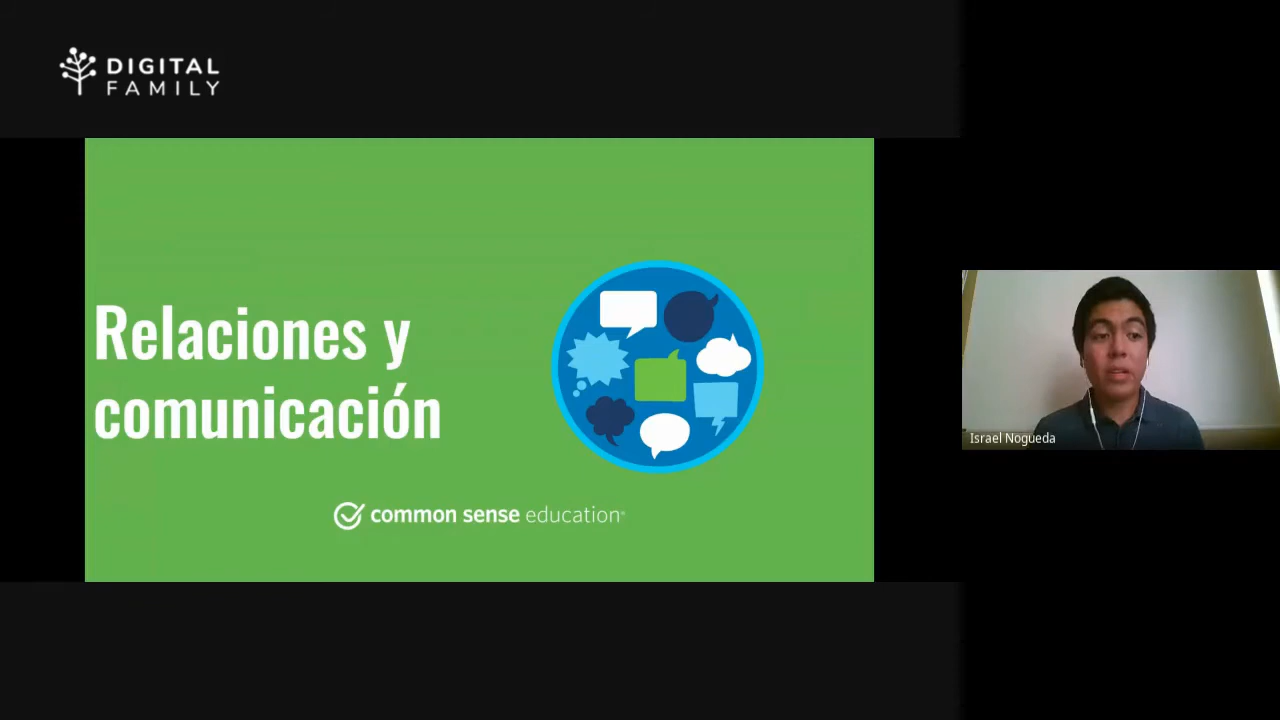 DIGITAL
FAMILY
Relaciones y
comunicación
common sense education
Israel Nogueda